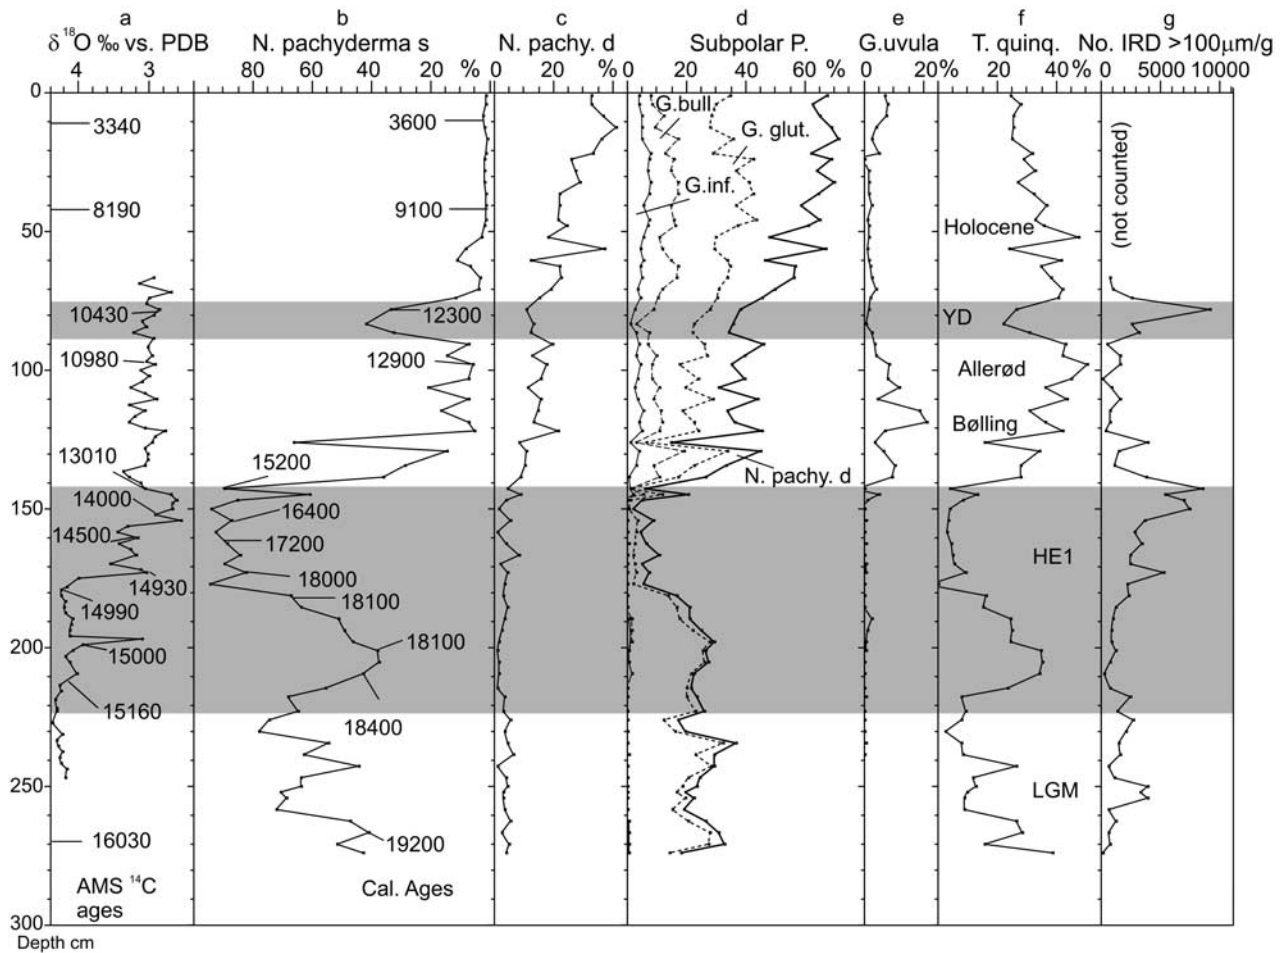 a b c d e f g
δ ¹⁸O ‰ vs. PDB N. pachyderma s N. pachy. d Subpolar P. G.uvula T. quinq. No. IRD >100µm/g
4 3 80 60 40 20 % 0 20 % 0 20 40 60 80 % 0 20 % 20 40 % 0 5000 10000
0
3340 3600 G.bull. G. glut. (not counted)
G.inf.
8190 9100
50 Holocene
10430 12300 YD
10980 12900 Allerød
100
Bølling
13010 15200 N. pachy. d
14000
150 16400
14500 17200 HE1
14930 18000
14990 18100
200 18100
15000
15160 18400
250 LGM
16030 19200
AMS ¹⁴C Cal. Ages
ages
300
Depth cm